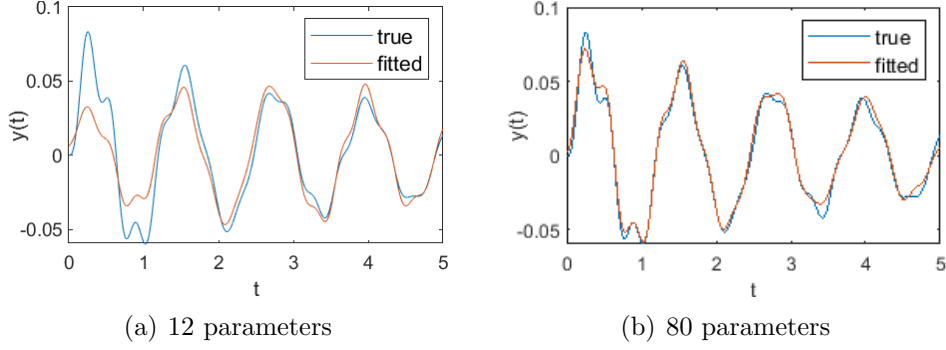 0.1
0.05
0
-0.05
y(t)
0 1 2 3 4 5
t
true
fitted
(a) 12 parameters
0.1
0.05
0
-0.05
y(t)
0 1 2 3 4 5
t
true
fitted
(b) 80 parameters